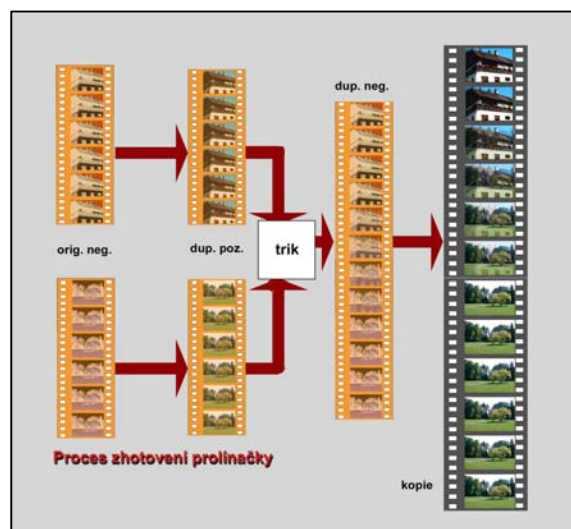 dup. neg.
orig. neg.
dup. poz.
trik
Proces zhotovení prolínačky
kopie